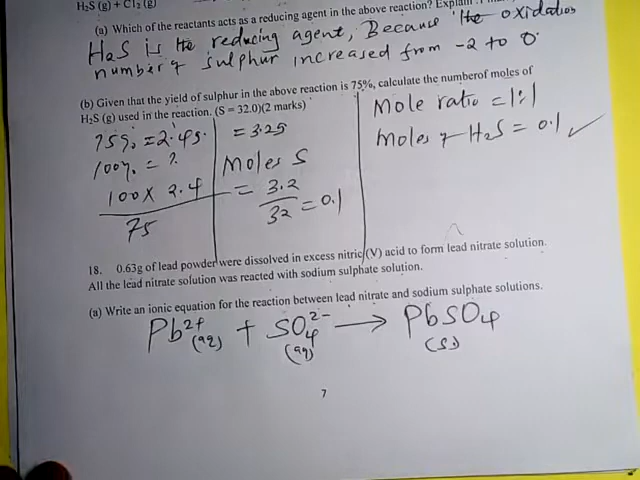 H₂S (g) + Cl₂ (g)
(a) Which of the reactants acts as a reducing agent in the above reaction? Explain
H₂S is the reducing agent, Because the oxidation
number of sulphur increased from -2 to 0
(b) Given that the yield of sulphur in the above reaction is 75%, calculate the numberof moles of
H₂S (g) used in the reaction. (S = 32.0)(2 marks)
75% = 2.4g.
100% = ?
100 x 2.4
75
= 3.2g
Moles S
= 3.2
32
= 0.1
Mole ratio = 1:1
Moles of H₂S = 0.1 ✓
18. 0.63g of lead powder were dissolved in excess nitric (V) acid to form lead nitrate solution.
All the lead nitrate solution was reacted with sodium sulphate solution.
(a) Write an ionic equation for the reaction between lead nitrate and sodium sulphate solutions.
Pb²⁺(aq) + SO₄²⁻(aq) → PbSO₄(s)
7